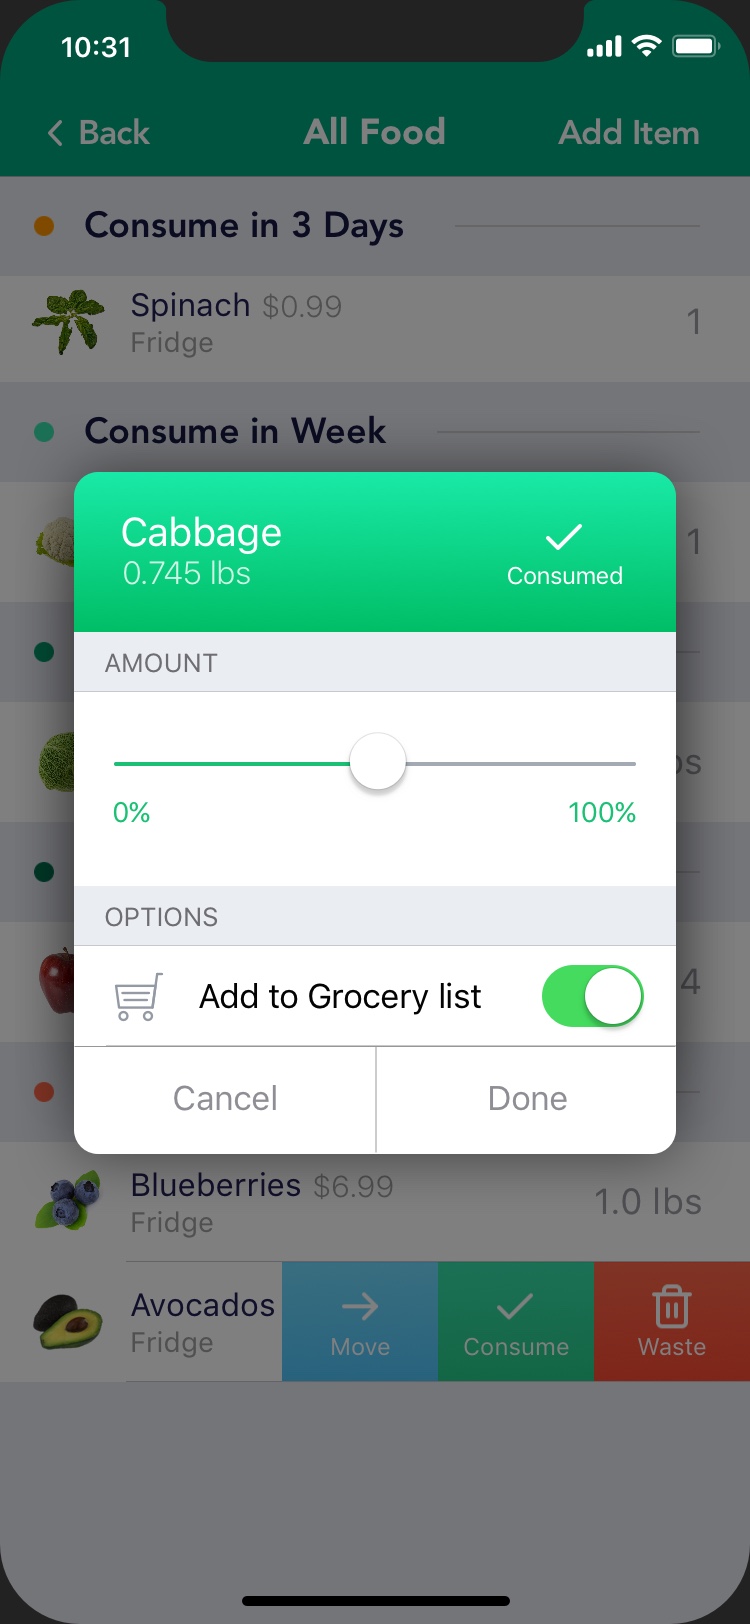 10:31
Back All Food Add Item
Consume in 3 Days
Spinach $0.99
Fridge
1
Consume in Week
1
Cabbage
0.745 lbs
Consumed
AMOUNT
0% 100%
OPTIONS
Add to Grocery list
4
Cancel Done
Blueberries $6.99
Fridge
1.0 lbs
Avocados
Fridge
Move Consume Waste